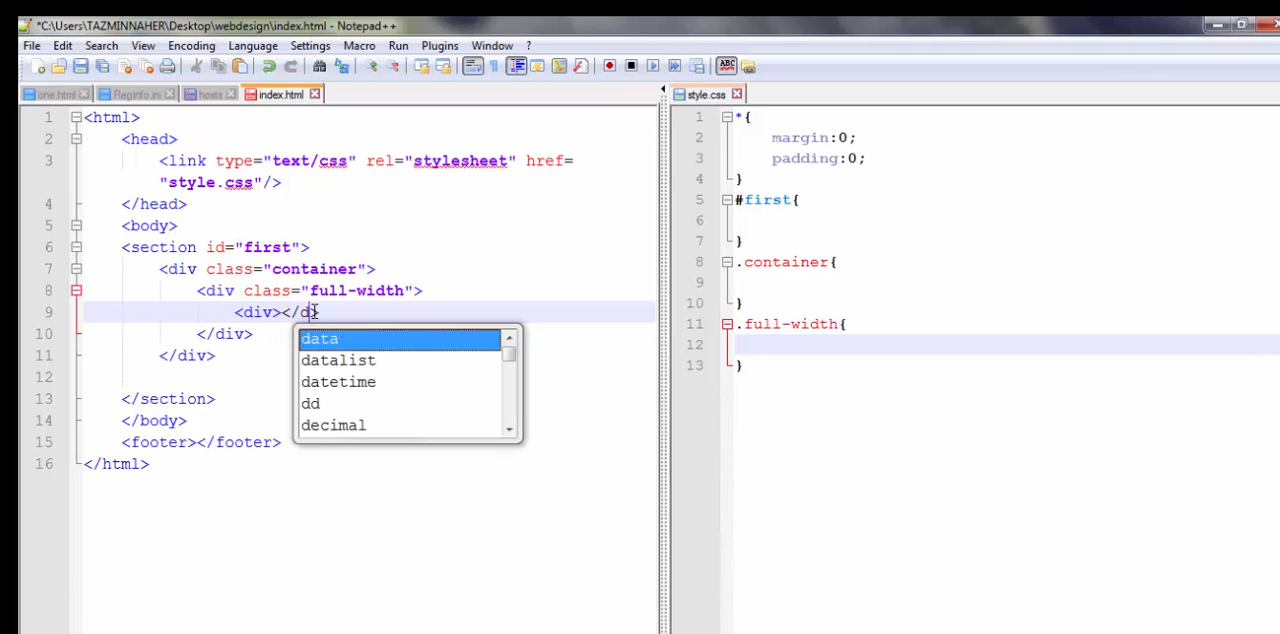 *C:\Users\TAZMINNAHER\Desktop\webdesign\index.html - Notepad++
File Edit Search View Encoding Language Settings Macro Run Plugins Window ?
ABC
one.html RegInfo.ini hosts index.html
1 <html>
2 <head>
3 <link type="text/css" rel="stylesheet" href=
"style.css"/>
4 </head>
5 <body>
6 <section id="first">
7 <div class="container">
8 <div class="full-width">
9 <div></d>
10 </div>
11 </div>
12
13 </section>
14 </body>
15 <footer></footer>
16 </html>
data
datalist
datetime
dd
decimal
style.css
1 *{
2 margin:0;
3 padding:0;
4 }
5 #first{
6
7 }
8 .container{
9
10 }
11 .full-width{
12
13 }